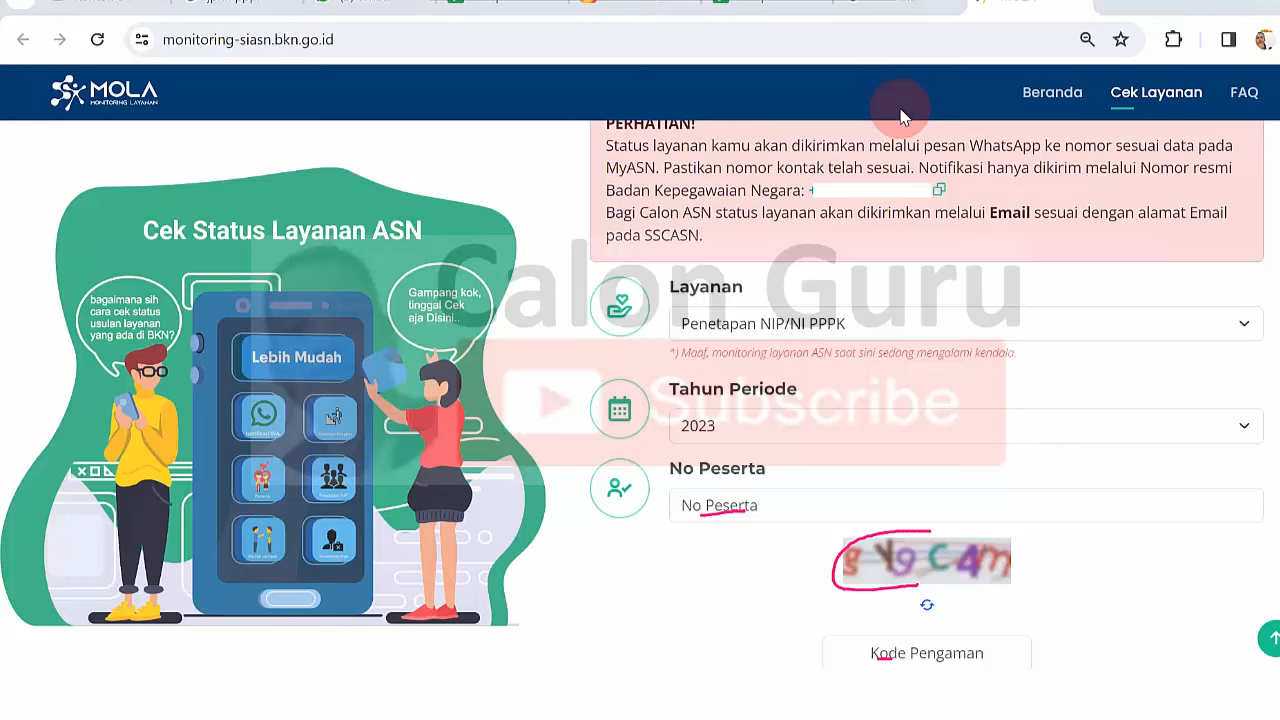 monitoring-siasn.bkn.go.id
MOLA
MONITORING LAYANAN
Beranda
Cek Layanan
FAQ
PERHATIAN!
Status layanan kamu akan dikirimkan melalui pesan WhatsApp ke nomor sesuai data pada
MyASN. Pastikan nomor kontak telah sesuai. Notifikasi hanya dikirim melalui Nomor resmi
Badan Kepegawaian Negara: +
Bagi Calon ASN status layanan akan dikirimkan melalui Email sesuai dengan alamat Email
pada SSCASN.
Cek Status Layanan ASN
bagaimana sih
cara cek status
usulan layanan
yang ada di BKN?
Gampang kok,
tinggal Cek
aja Disini..
Lebih Mudah
Calon Guru
Subscribe
Layanan
Penetapan NIP/NI PPPK
*) Maaf, monitoring layanan ASN saat sini sedang mengalami kendala.
Tahun Periode
2023
No Peserta
No Peserta
Kode Pengaman